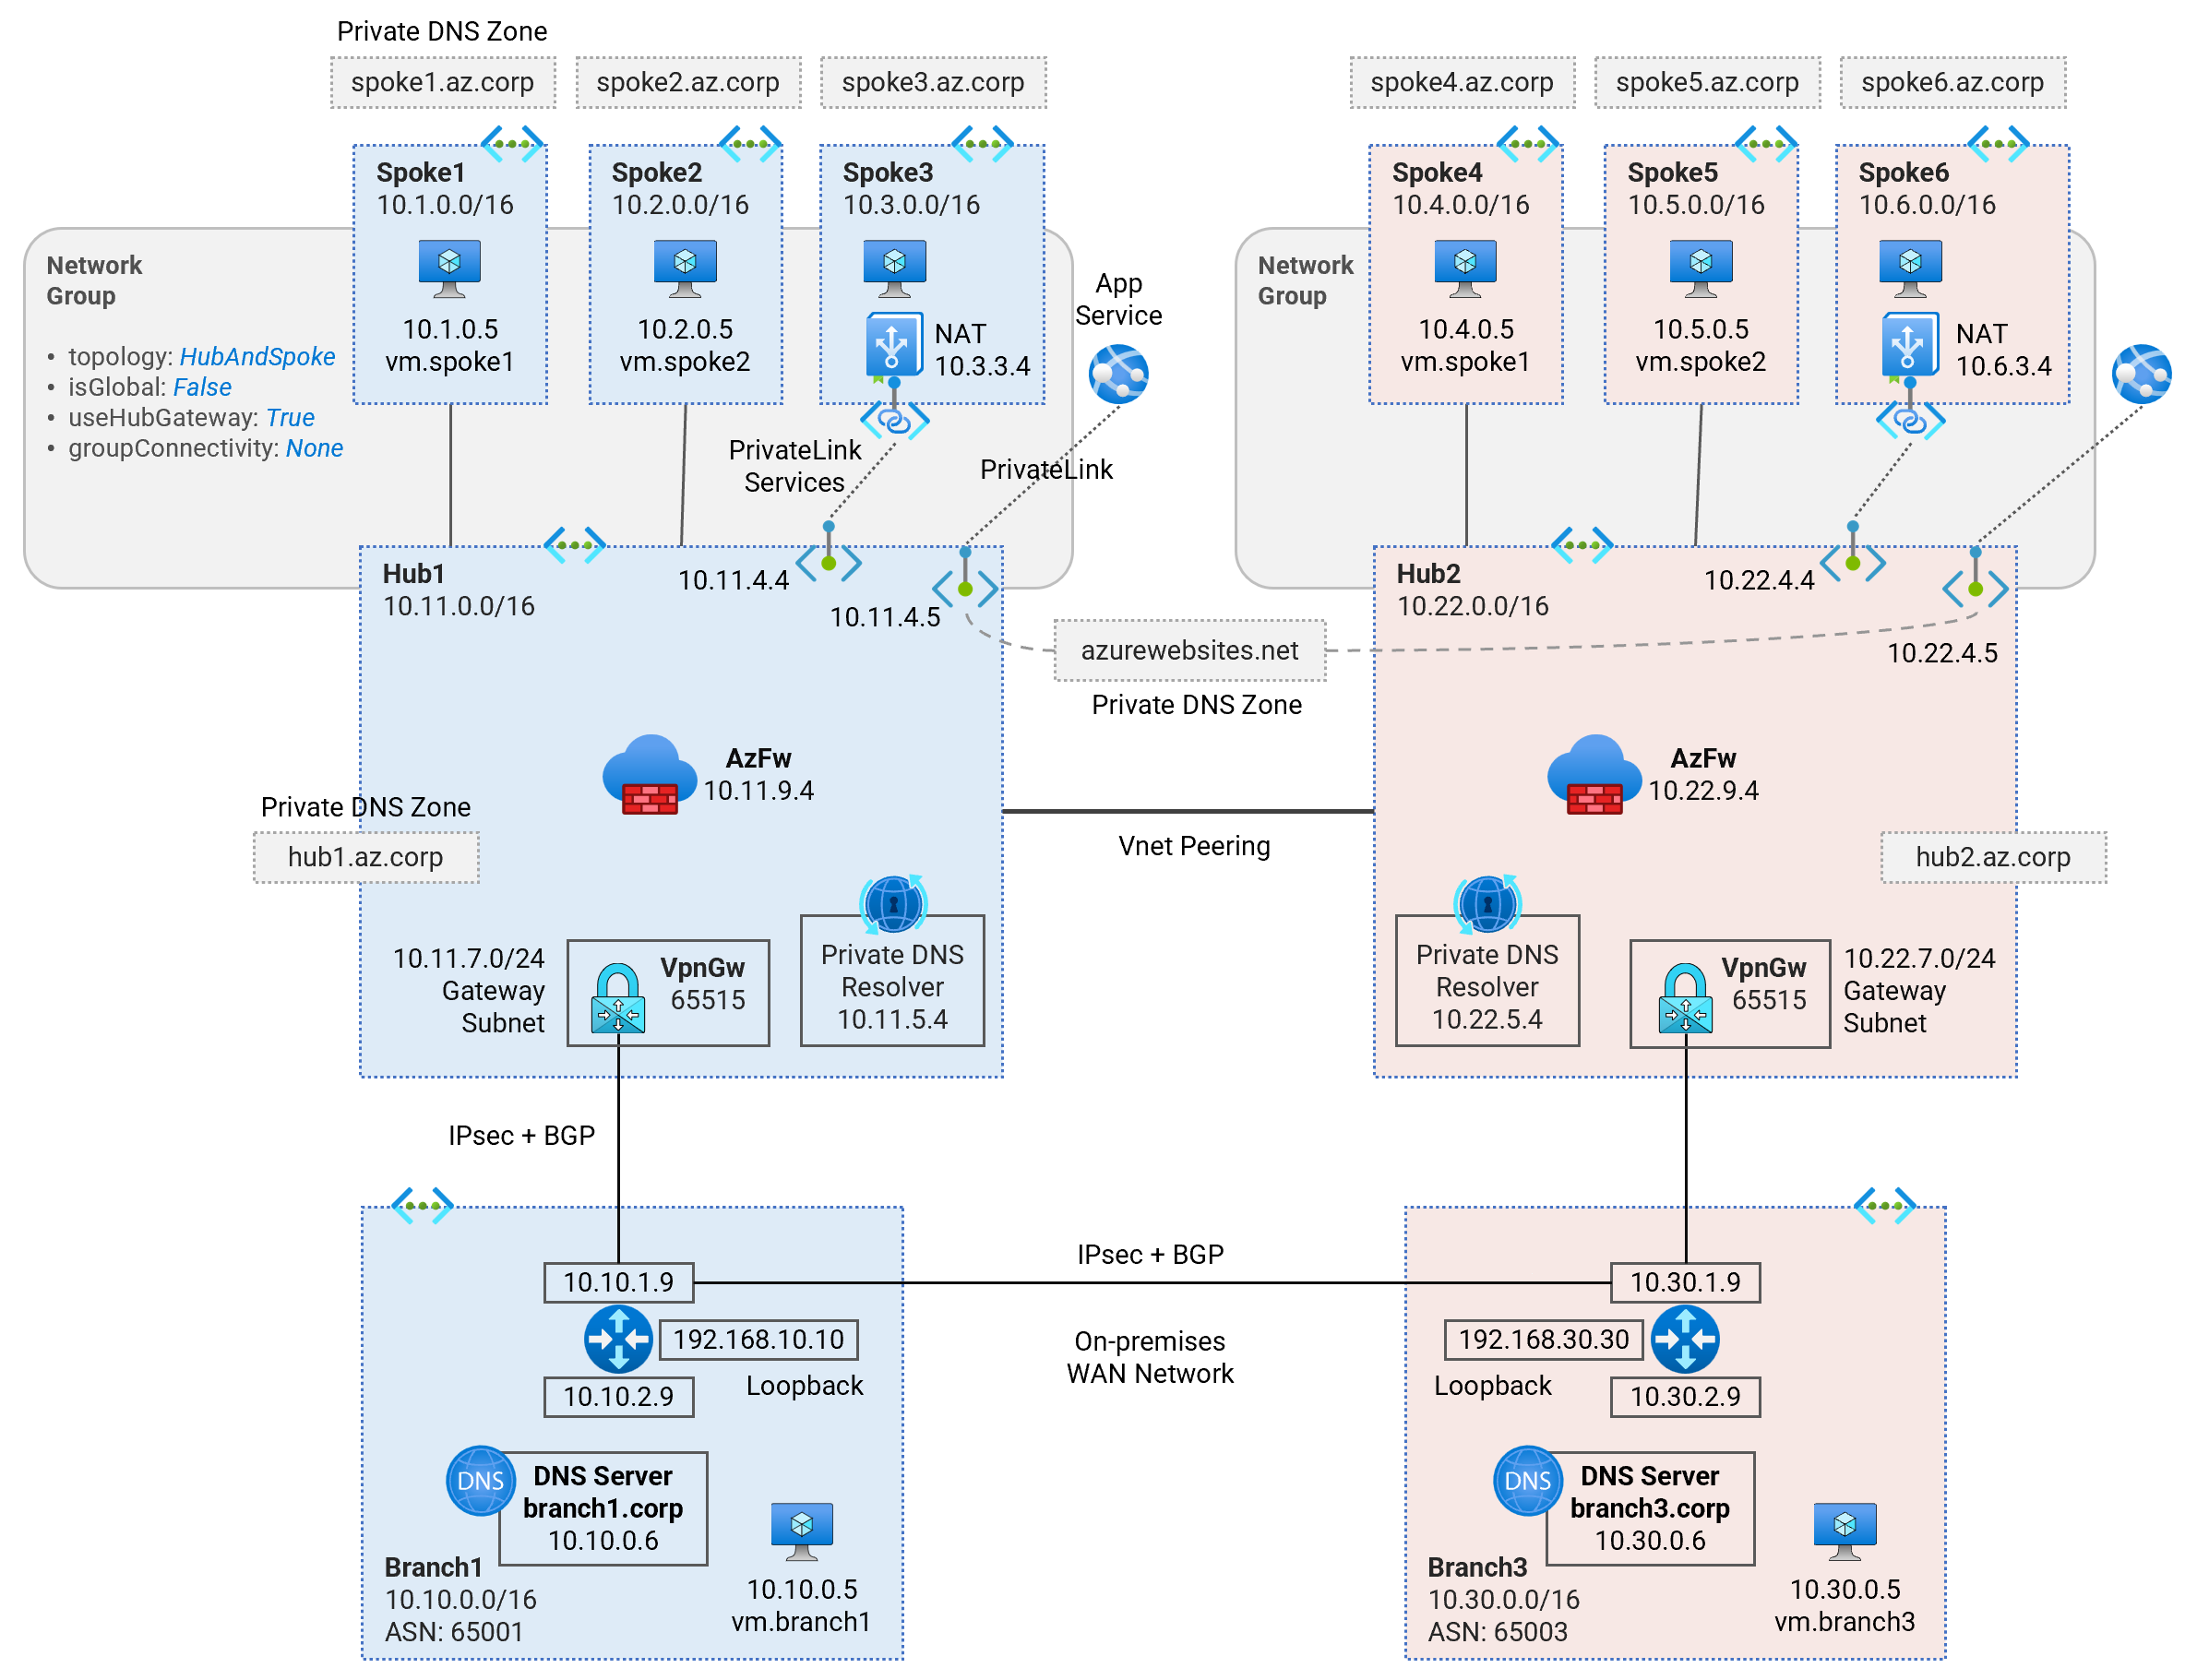 Private DNS Zone
spoke1.az.corp
spoke2.az.corp
spoke3.az.corp
spoke4.az.corp
spoke5.az.corp
spoke6.az.corp
Spoke1
10.1.0.0/16
10.1.0.5
vm.spoke1
Spoke2
10.2.0.0/16
10.2.0.5
vm.spoke2
Spoke3
10.3.0.0/16
NAT
10.3.3.4
Spoke4
10.4.0.0/16
10.4.0.5
vm.spoke1
Spoke5
10.5.0.0/16
10.5.0.5
vm.spoke2
Spoke6
10.6.0.0/16
NAT
10.6.3.4
Network
Group
• topology: HubAndSpoke
• isGlobal: False
• useHubGateway: True
• groupConnectivity: None
App
Service
Network
Group
PrivateLink
Services
PrivateLink
Hub1
10.11.0.0/16
10.11.4.4
10.11.4.5
azurewebsites.net
Private DNS Zone
Hub2
10.22.0.0/16
10.22.4.4
10.22.4.5
AzFw
10.11.9.4
AzFw
10.22.9.4
Private DNS Zone
hub1.az.corp
Vnet Peering
hub2.az.corp
10.11.7.0/24
Gateway
Subnet
VpnGw
65515
Private DNS
Resolver
10.11.5.4
Private DNS
Resolver
10.22.5.4
VpnGw
65515
10.22.7.0/24
Gateway
Subnet
IPsec + BGP
IPsec + BGP
10.10.1.9
192.168.10.10
Loopback
10.10.2.9
On-premises
WAN Network
10.30.1.9
192.168.30.30
Loopback
10.30.2.9
DNS
DNS Server
branch1.corp
10.10.0.6
Branch1
10.10.0.0/16
ASN: 65001
10.10.0.5
vm.branch1
DNS
DNS Server
branch3.corp
10.30.0.6
Branch3
10.30.0.0/16
ASN: 65003
10.30.0.5
vm.branch3